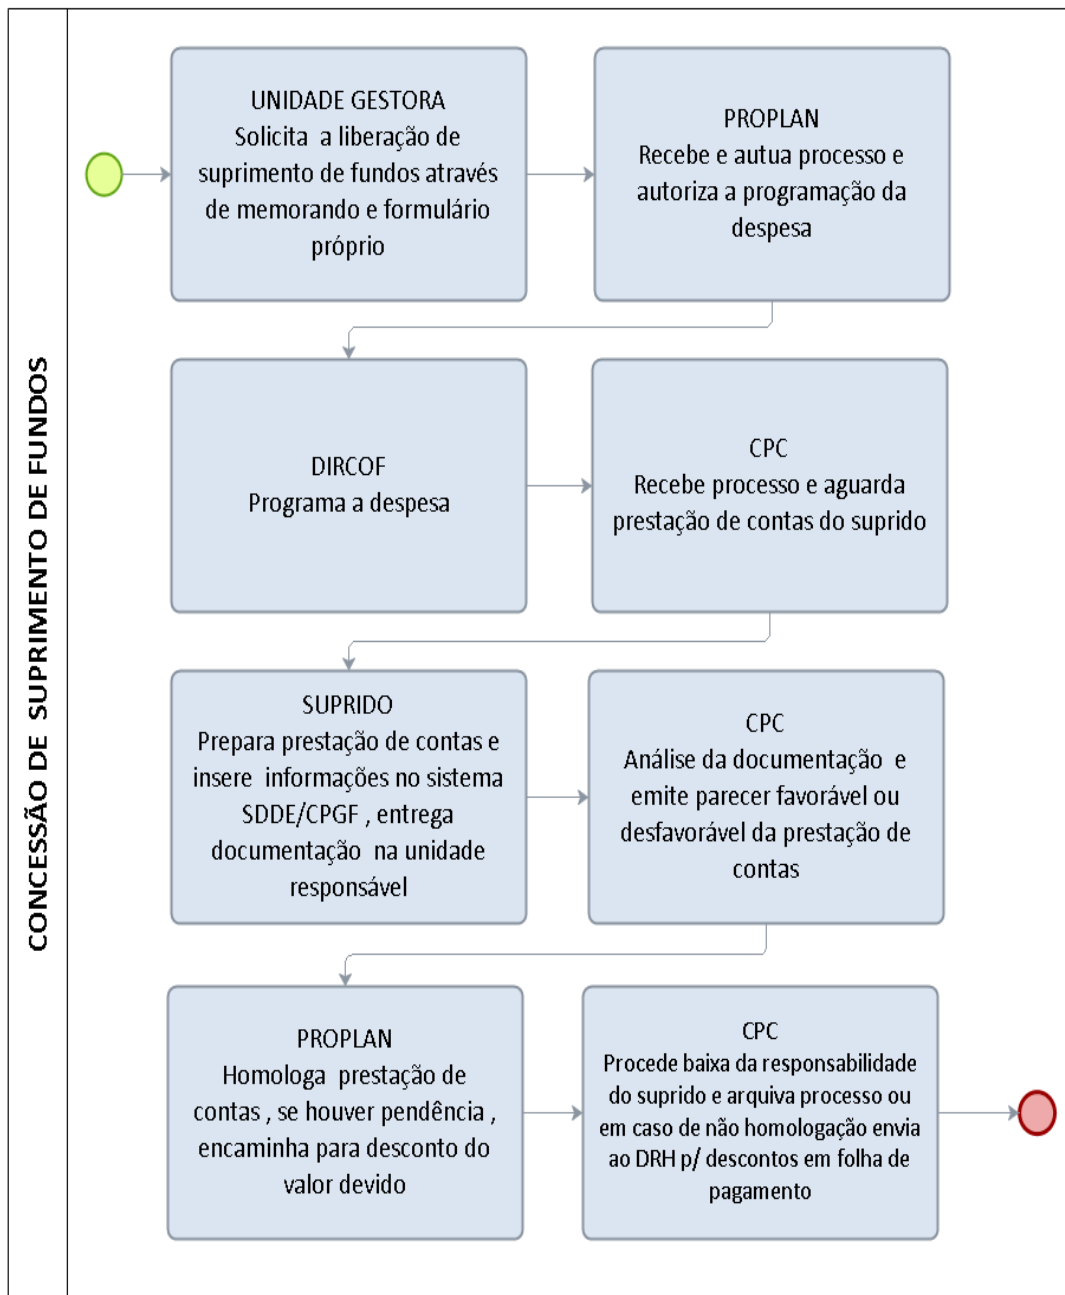 CONCESSÃO DE SUPRIMENTO DE FUNDOS
UNIDADE GESTORA
Solicita a liberação de
suprimento de fundos através
de memorando e formulário
próprio
PROPLAN
Recebe e autua processo e
autoriza a programação da
despesa
DIRCOF
Programa a despesa
CPC
Recebe processo e aguarda
prestação de contas do suprido
SUPRIDO
Prepara prestação de contas e
insere informações no sistema
SDDE/CPGF , entrega
documentação na unidade
responsável
CPC
Análise da documentação e
emite parecer favorável ou
desfavorável da prestação de
contas
PROPLAN
Homologa prestação de
contas , se houver pendência ,
encaminha para desconto do
valor devido
CPC
Procede baixa da responsabilidade
do suprido e arquiva processo ou
em caso de não homologação envia
ao DRH p/ descontos em folha de
pagamento